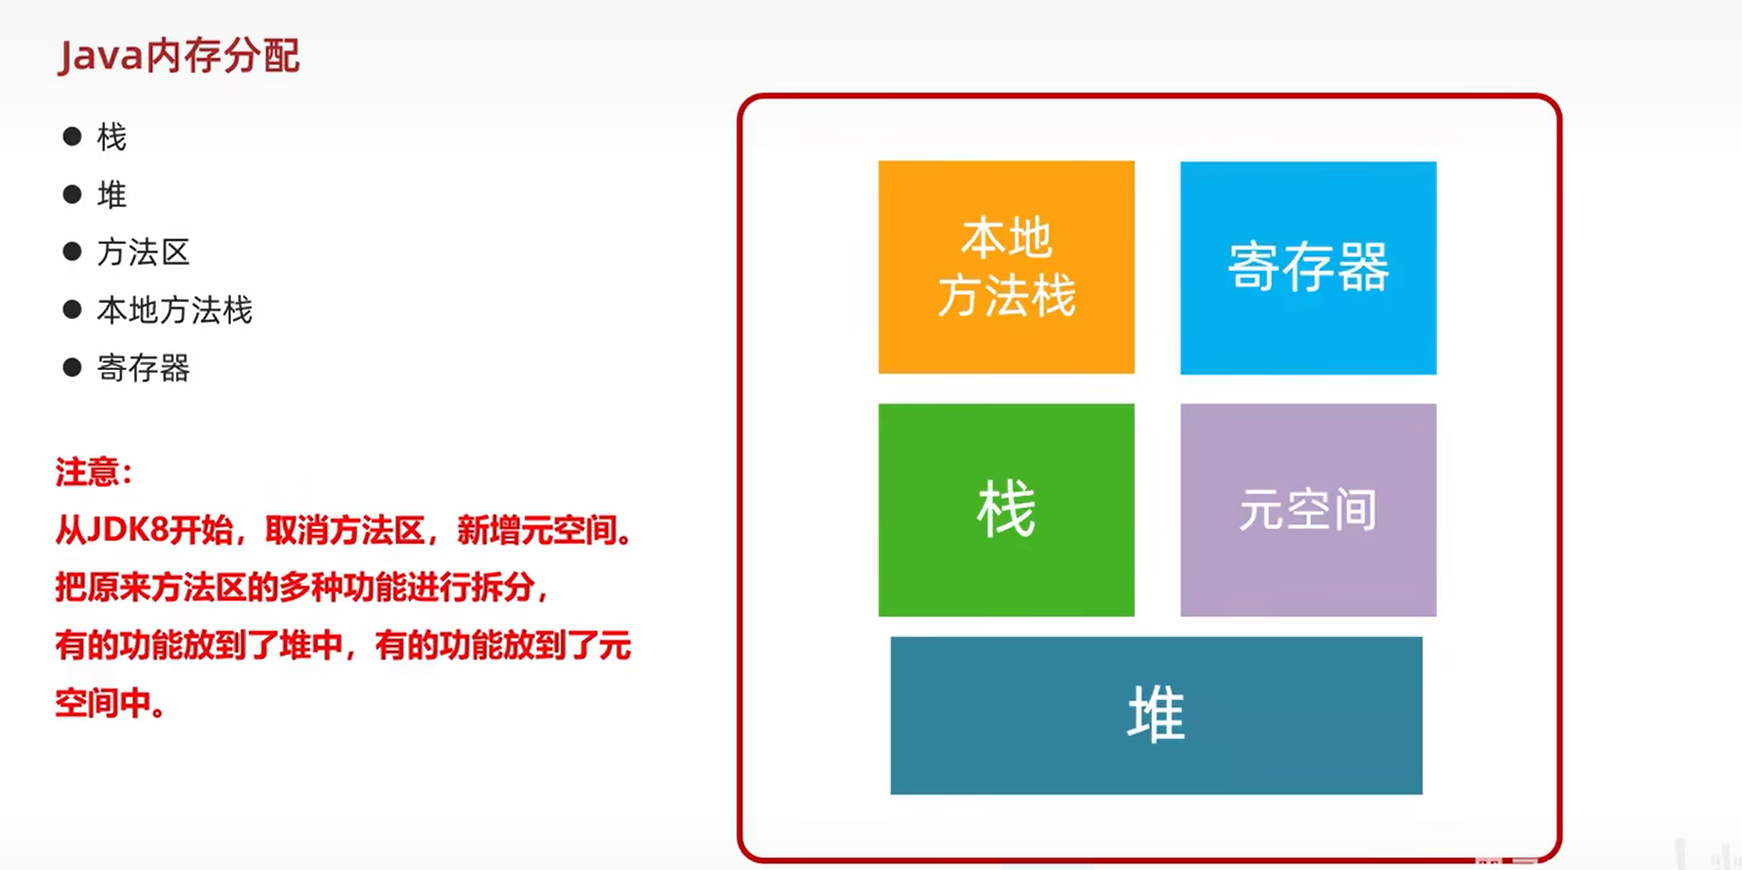 Java内存分配
● 栈
● 堆
● 方法区
● 本地方法栈
● 寄存器
注意：
从JDK8开始，取消方法区，新增元空间。
把原来方法区的多种功能进行拆分，
有的功能放到了堆中，有的功能放到了元
空间中。
本地
方法栈
寄存器
栈
元空间
堆